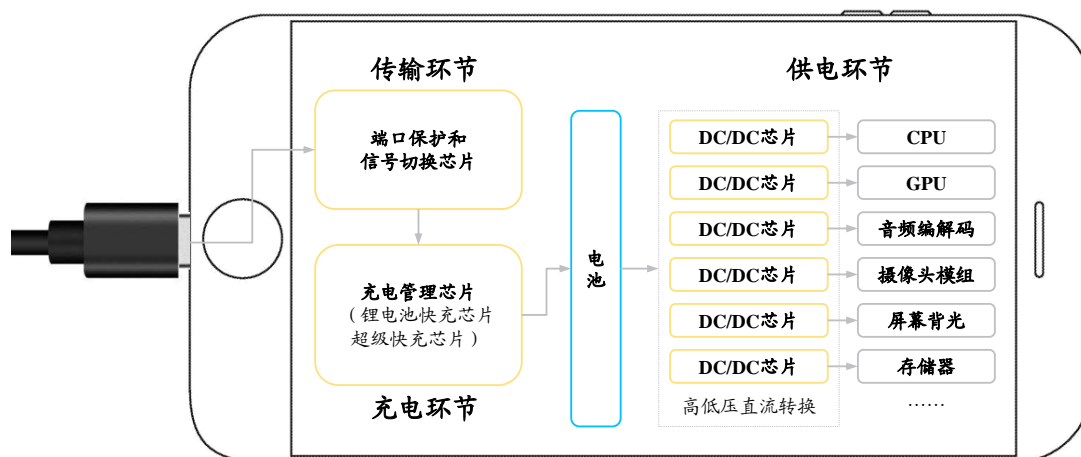 传输环节
供电环节
端口保护和
信号切换芯片
充电管理芯片
（锂电池快充芯片
超级快充芯片）
充电环节
电池
DC/DC芯片
CPU
DC/DC芯片
GPU
DC/DC芯片
音频编解码
DC/DC芯片
摄像头模组
DC/DC芯片
屏幕背光
DC/DC芯片
存储器
高低压直流转换
……